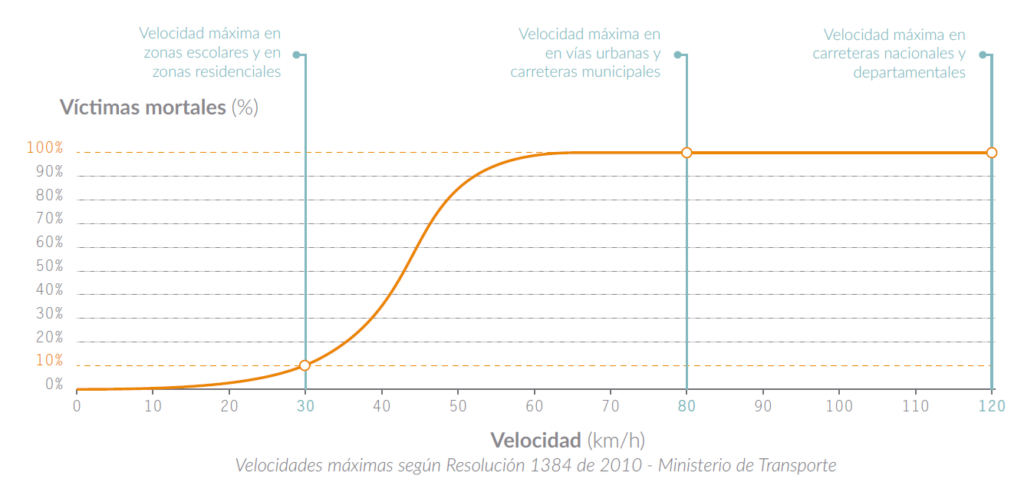 Velocidad máxima en
zonas escolares y en
zonas residenciales
Velocidad máxima en
en vías urbanas y
carreteras municipales
Velocidad máxima en
carreteras nacionales y
departamentales
Víctimas mortales (%)
100%
90%
80%
70%
60%
50%
40%
30%
20%
10%
0%
0 10 20 30 40 50 60 70 80 90 100 110 120
Velocidad (km/h)
Velocidades máximas según Resolución 1384 de 2010 - Ministerio de Transporte